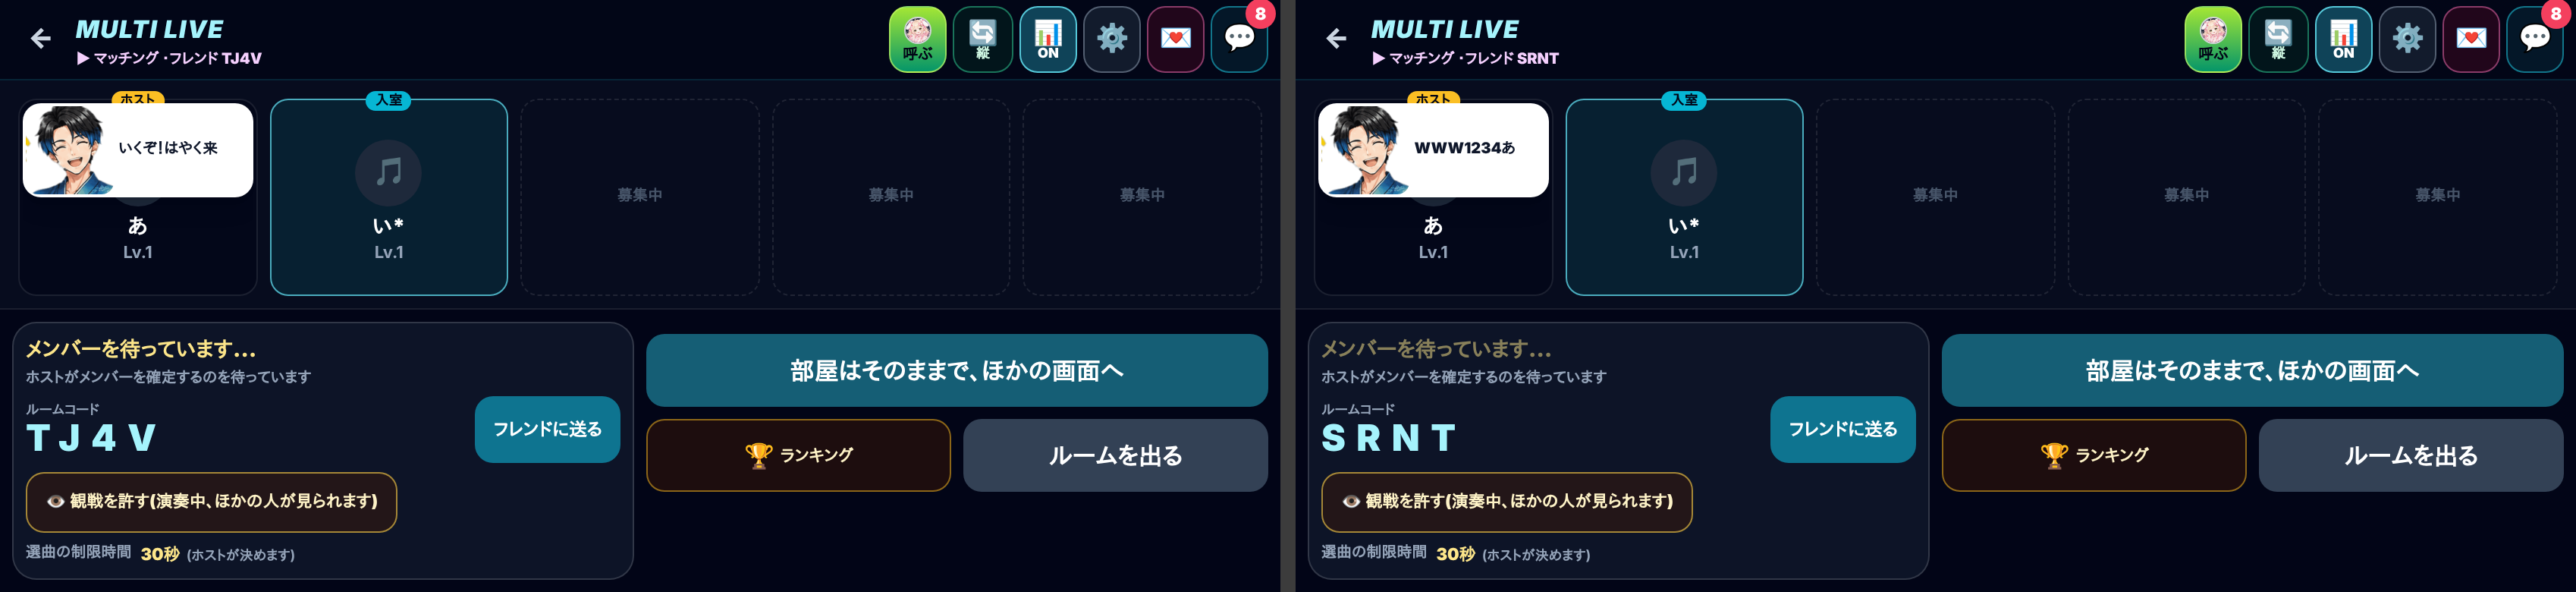 MULTI LIVE
▶ マッチング・フレンド TJ4V
呼ぶ
縦
ON
8
ホスト
いくぞ!はやく来
あ
Lv.1
入室
い*
Lv.1
募集中
募集中
募集中
メンバーを待っています...
ホストがメンバーを確定するのを待っています
ルームコード
TJ4V
フレンドに送る
観戦を許す(演奏中、ほかの人が見られます)
選曲の制限時間 30秒 (ホストが決めます)
部屋はそのままで、ほかの画面へ
ランキング
ルームを出る
MULTI LIVE
▶ マッチング・フレンド SRNT
呼ぶ
縦
ON
8
ホスト
WWW1234あ
あ
Lv.1
入室
い*
Lv.1
募集中
募集中
募集中
メンバーを待っています...
ホストがメンバーを確定するのを待っています
ルームコード
SRNT
フレンドに送る
観戦を許す(演奏中、ほかの人が見られます)
選曲の制限時間 30秒 (ホストが決めます)
部屋はそのままで、ほかの画面へ
ランキング
ルームを出る